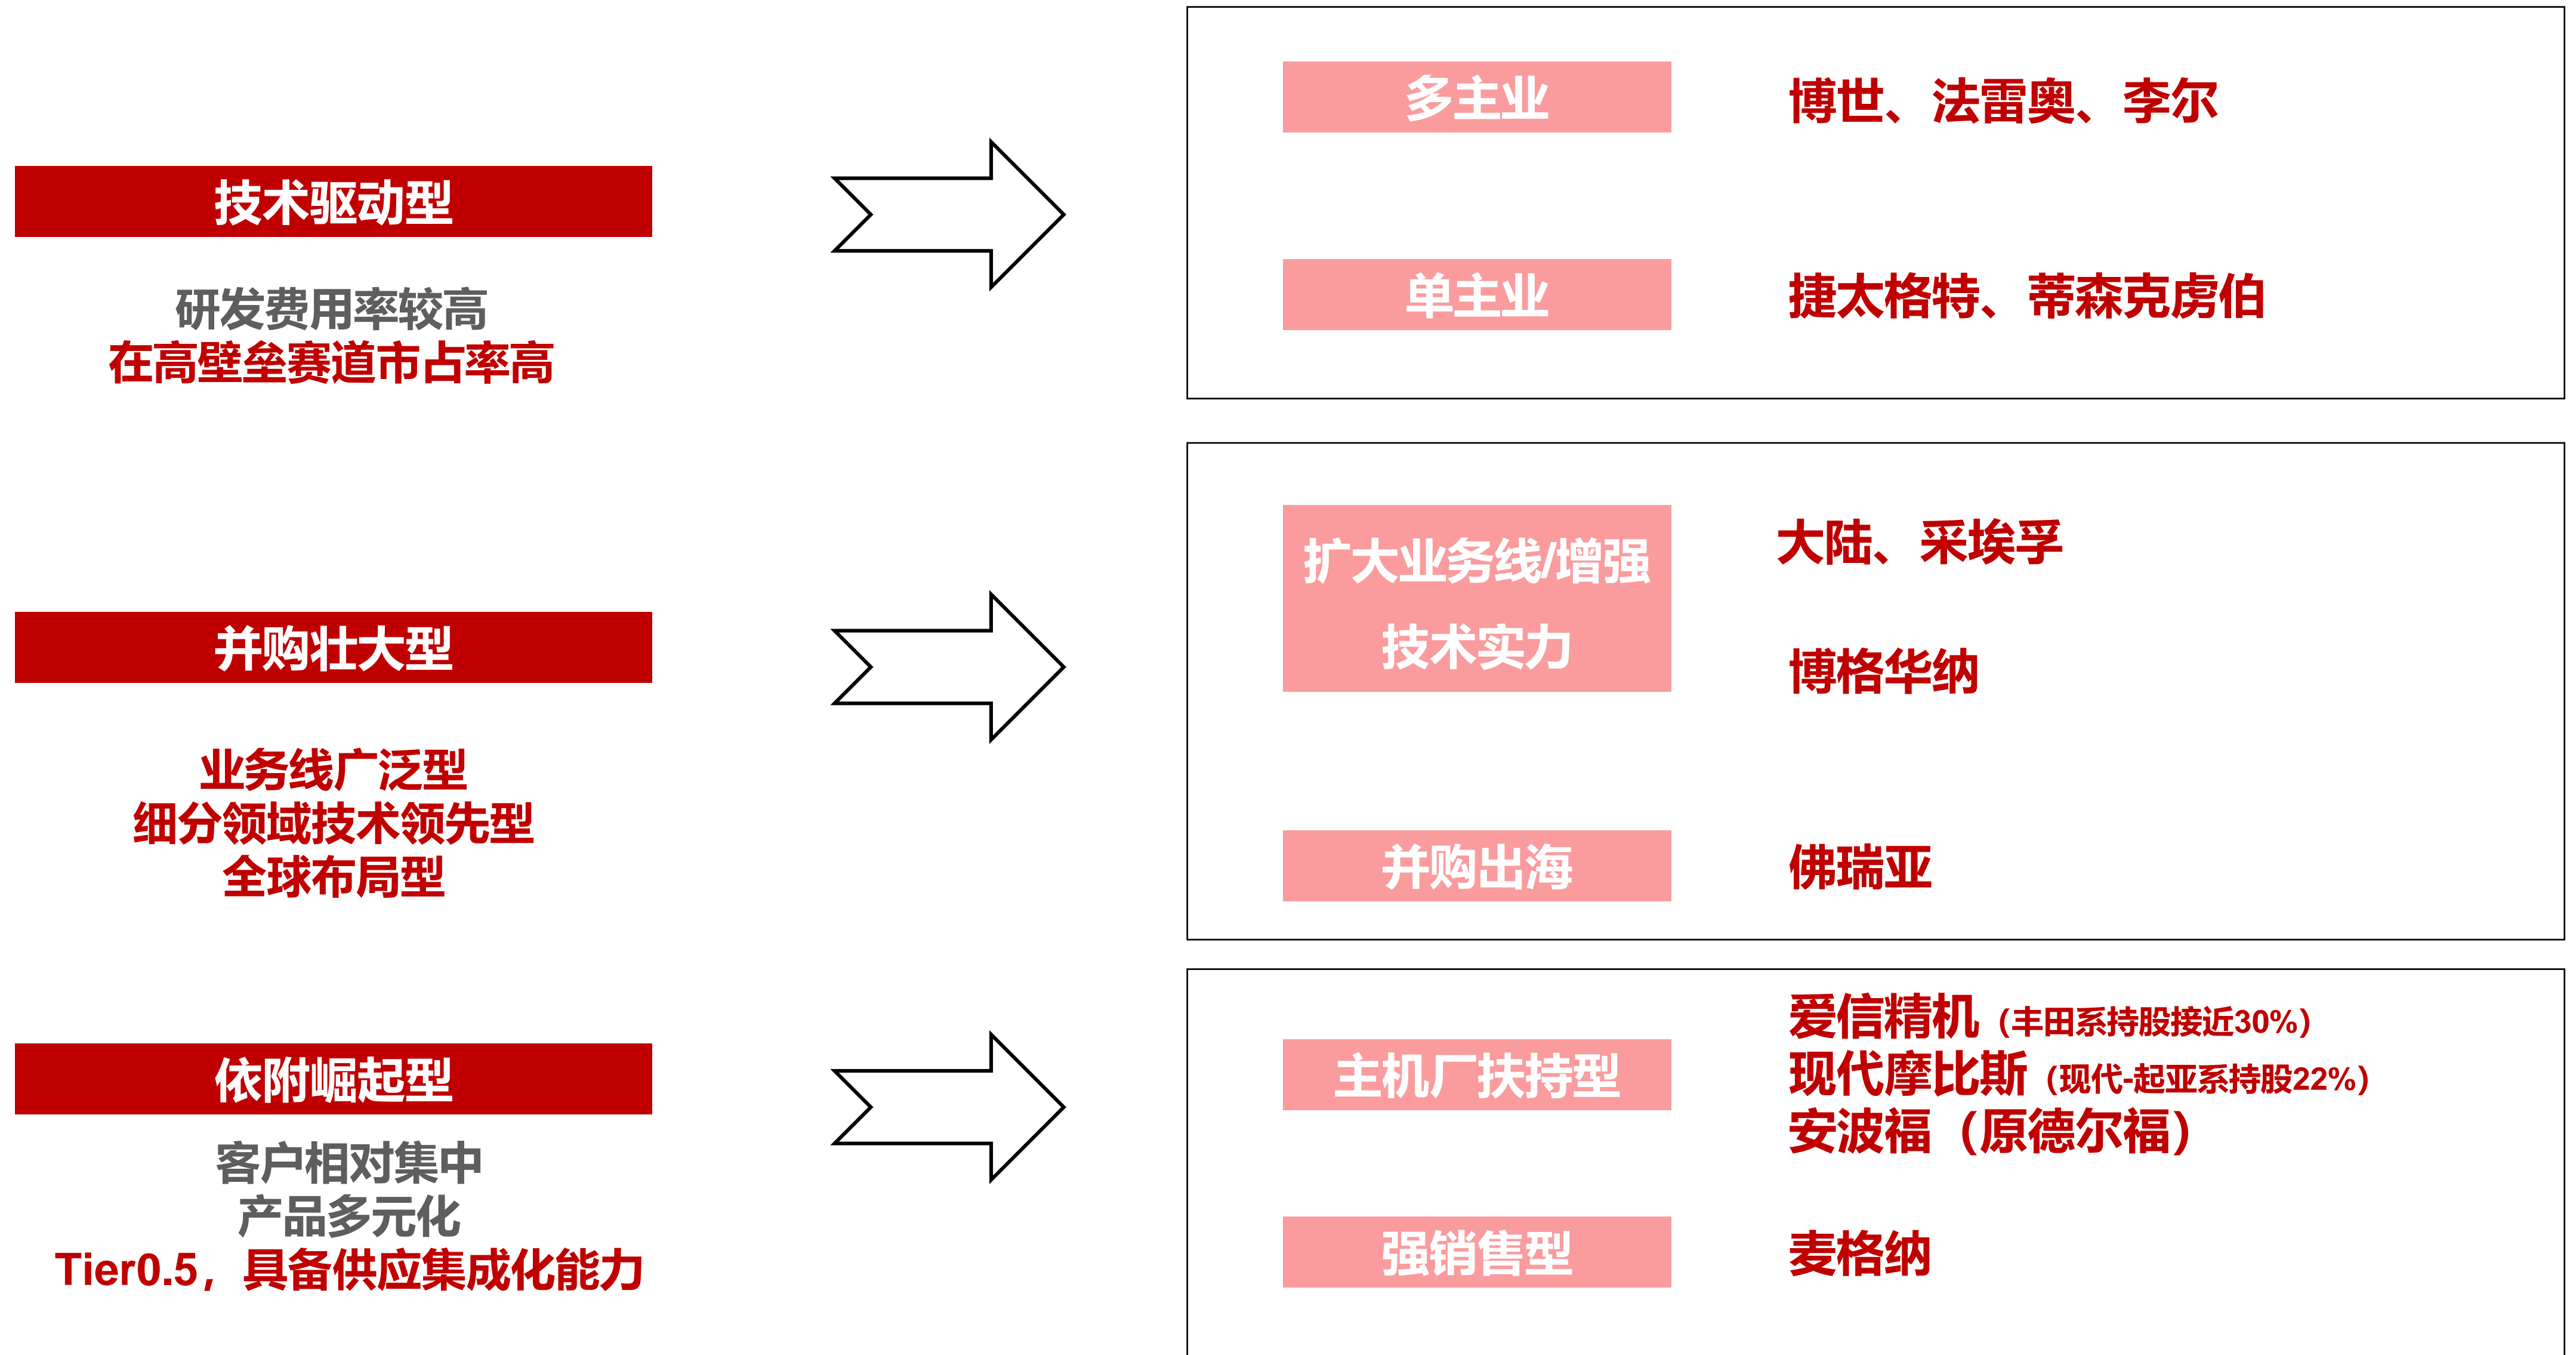 技术驱动型
研发费用率较高
在高壁垒赛道市占率高
多主业
博世、法雷奥、李尔
单主业
捷太格特、蒂森克虏伯
并购壮大型
业务线广泛型
细分领域技术领先型
全球布局型
扩大业务线/增强
技术实力
大陆、采埃孚
博格华纳
并购出海
佛瑞亚
依附崛起型
客户相对集中
产品多元化
Tier0.5，具备供应集成化能力
主机厂扶持型
爱信精机（丰田系持股接近30%）
现代摩比斯（现代-起亚系持股22%）
安波福（原德尔福）
强销售型
麦格纳